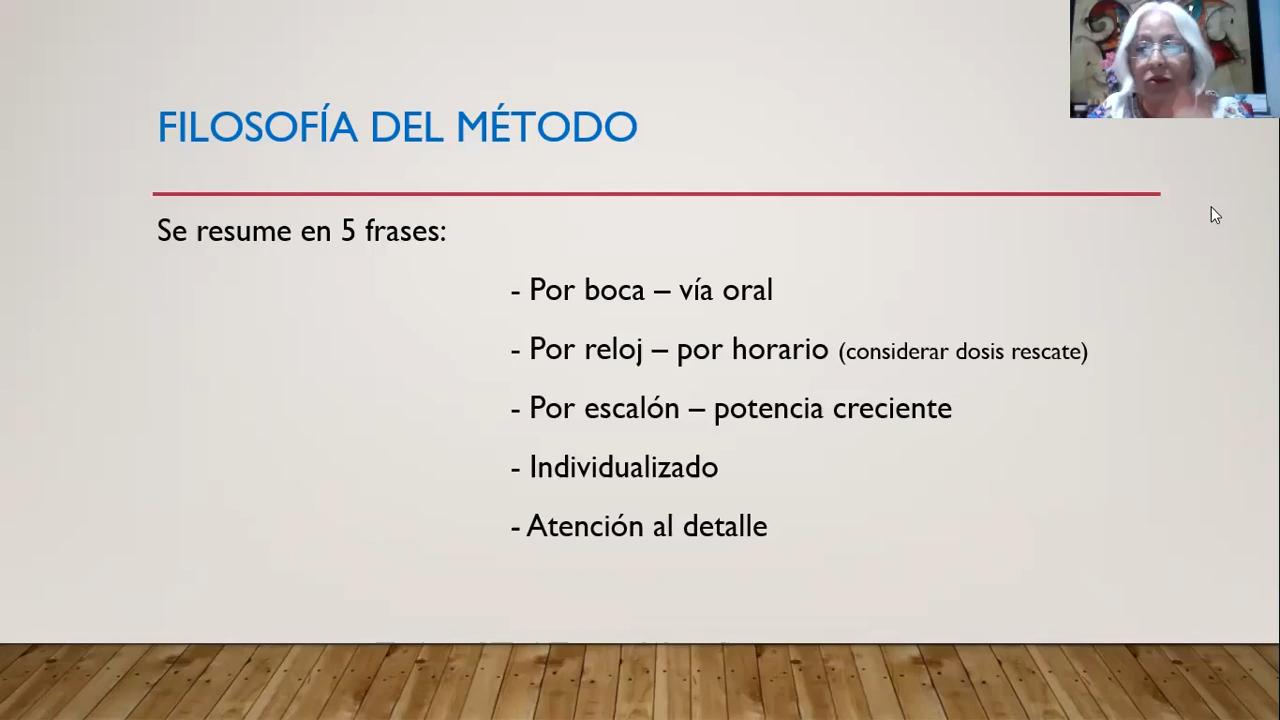 FILOSOFÍA DEL MÉTODO
Se resume en 5 frases:
- Por boca – vía oral
- Por reloj – por horario (considerar dosis rescate)
- Por escalón – potencia creciente
- Individualizado
- Atención al detalle